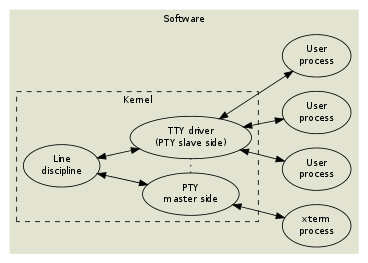 Software
User
process
Kernel
User
process
TTY driver
(PTY slave side)
Line
discipline
User
process
PTY
master side
xterm
process